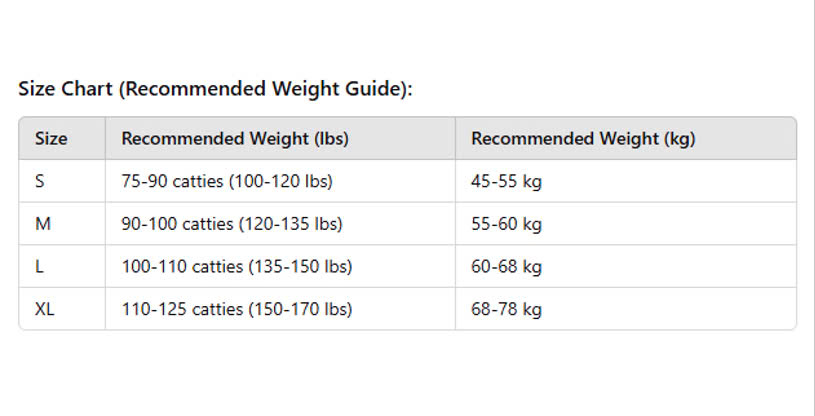 Size Chart (Recommended Weight Guide):
Size Recommended Weight (lbs) Recommended Weight (kg)
S 75-90 catties (100-120 lbs) 45-55 kg
M 90-100 catties (120-135 lbs) 55-60 kg
L 100-110 catties (135-150 lbs) 60-68 kg
XL 110-125 catties (150-170 lbs) 68-78 kg